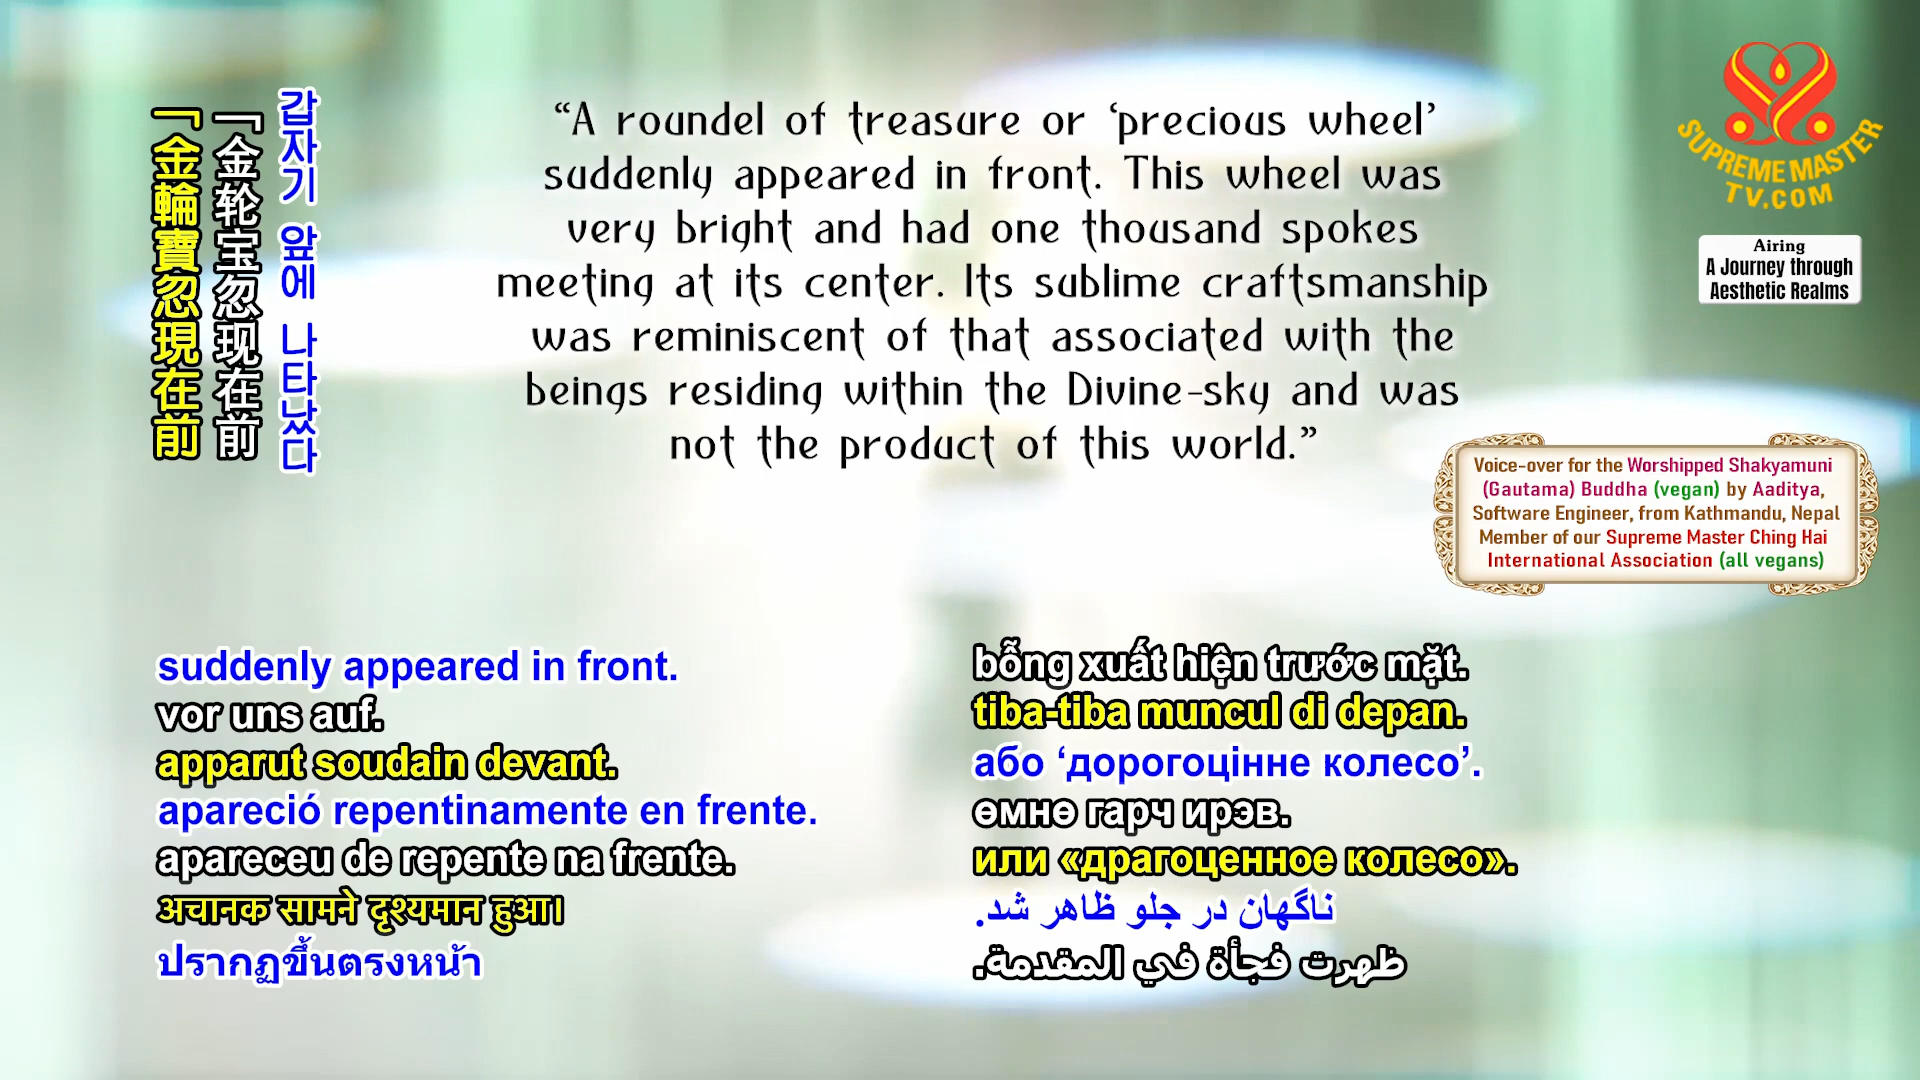 갑자기 앞에 나타났다
「金轮宝忽现在前
「金輪寶忽現在前
“A roundel of treasure or ‘precious wheel’
suddenly appeared in front. This wheel was
very bright and had one thousand spokes
meeting at its center. Its sublime craftsmanship
was reminiscent of that associated with the
beings residing within the Divine-sky and was
not the product of this world.”
SUPREME MASTER
TV.COM
Airing
A Journey through
Aesthetic Realms
Voice-over for the Worshipped Shakyamuni
(Gautama) Buddha (vegan) by Aaditya,
Software Engineer, from Kathmandu, Nepal
Member of our Supreme Master Ching Hai
International Association (all vegans)
suddenly appeared in front.
vor uns auf.
apparut soudain devant.
apareció repentinamente en frente.
apareceu de repente na frente.
अचानक सामने दृश्यमान हुआ।
ปรากฏขึ้นตรงหน้า
bỗng xuất hiện trước mặt.
tiba-tiba muncul di depan.
або ‘дорогоцінне колесо’.
өмнө гарч ирэв.
или «драгоценное колесо».
ناگهان در جلو ظاهر شد.
ظهرت فجأة في المقدمة.